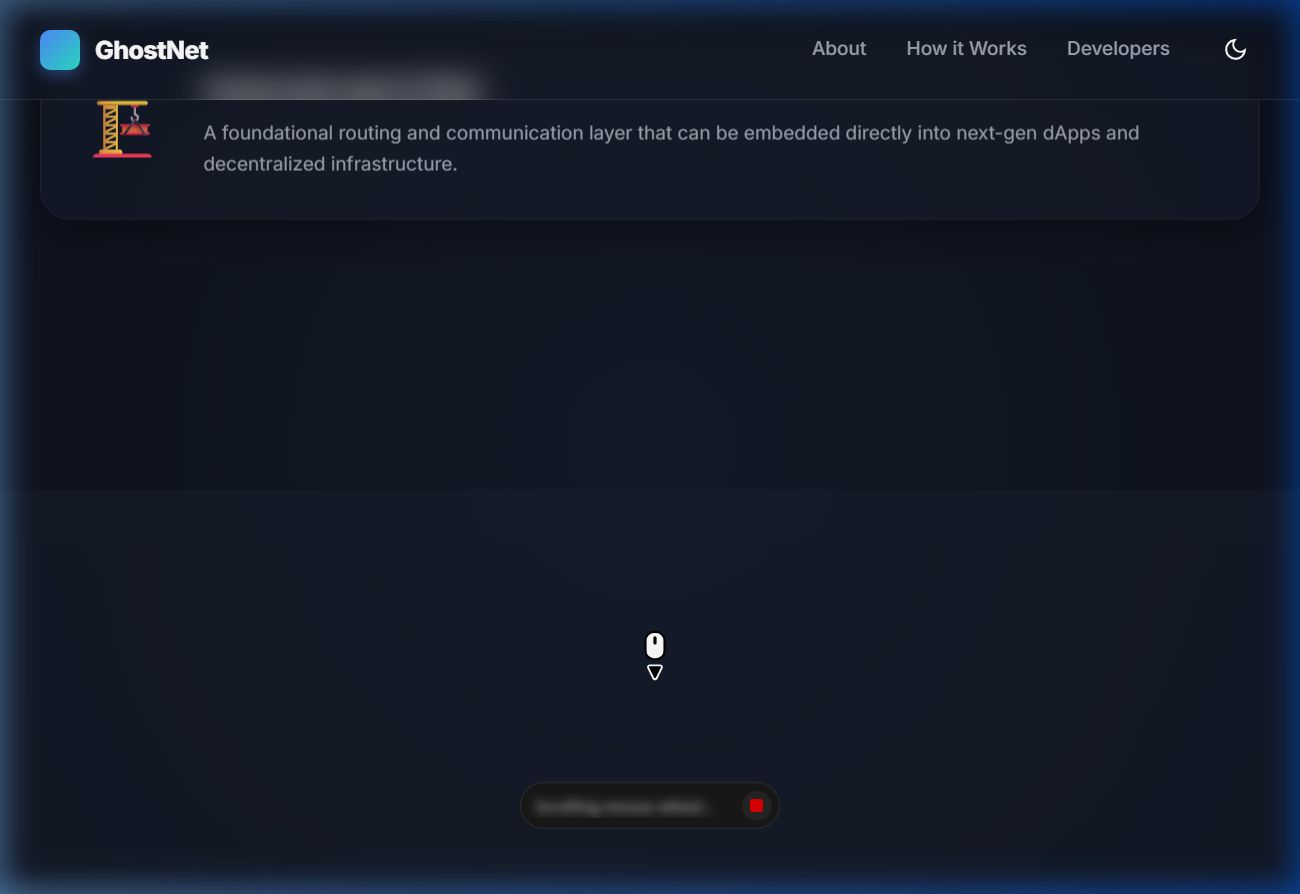 GhostNet
About
How it Works
Developers
A foundational routing and communication layer that can be embedded directly into next-gen dApps and
decentralized infrastructure.